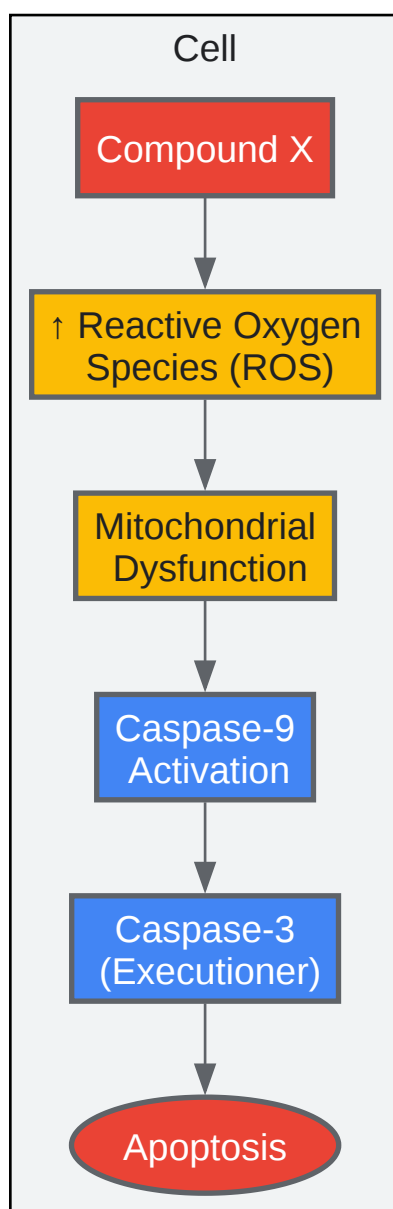 Cell
Compound X
↑ Reactive Oxygen
Species (ROS)
Mitochondrial
Dysfunction
Caspase-9
Activation
Caspase-3
(Executioner)
Apoptosis